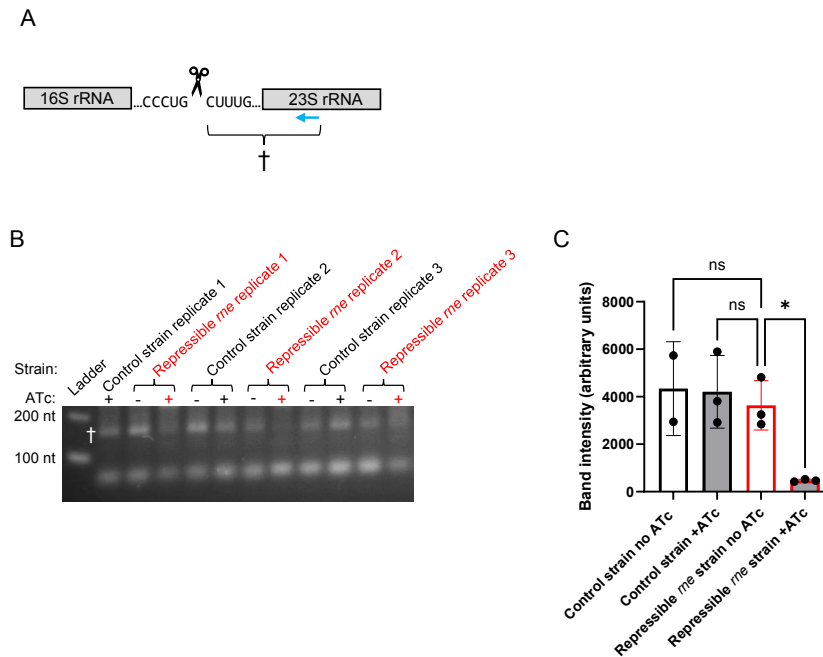 A
16S rRNA ...CCCUG CUUUG... 23S rRNA
†
B
Strain:
Ladder
Control strain replicate 1
Repressible rne replicate 1
Control strain replicate 2
Repressible rne replicate 2
Control strain replicate 3
Repressible rne replicate 3
ATc: + - + - + - + - + - +
200 nt
†
100 nt
C
ns
ns *
Band intensity (arbitrary units)
8000
6000
4000
2000
0
Control strain no ATc
Control strain +ATc
Repressible rne strain no ATc
Repressible rne strain +ATc